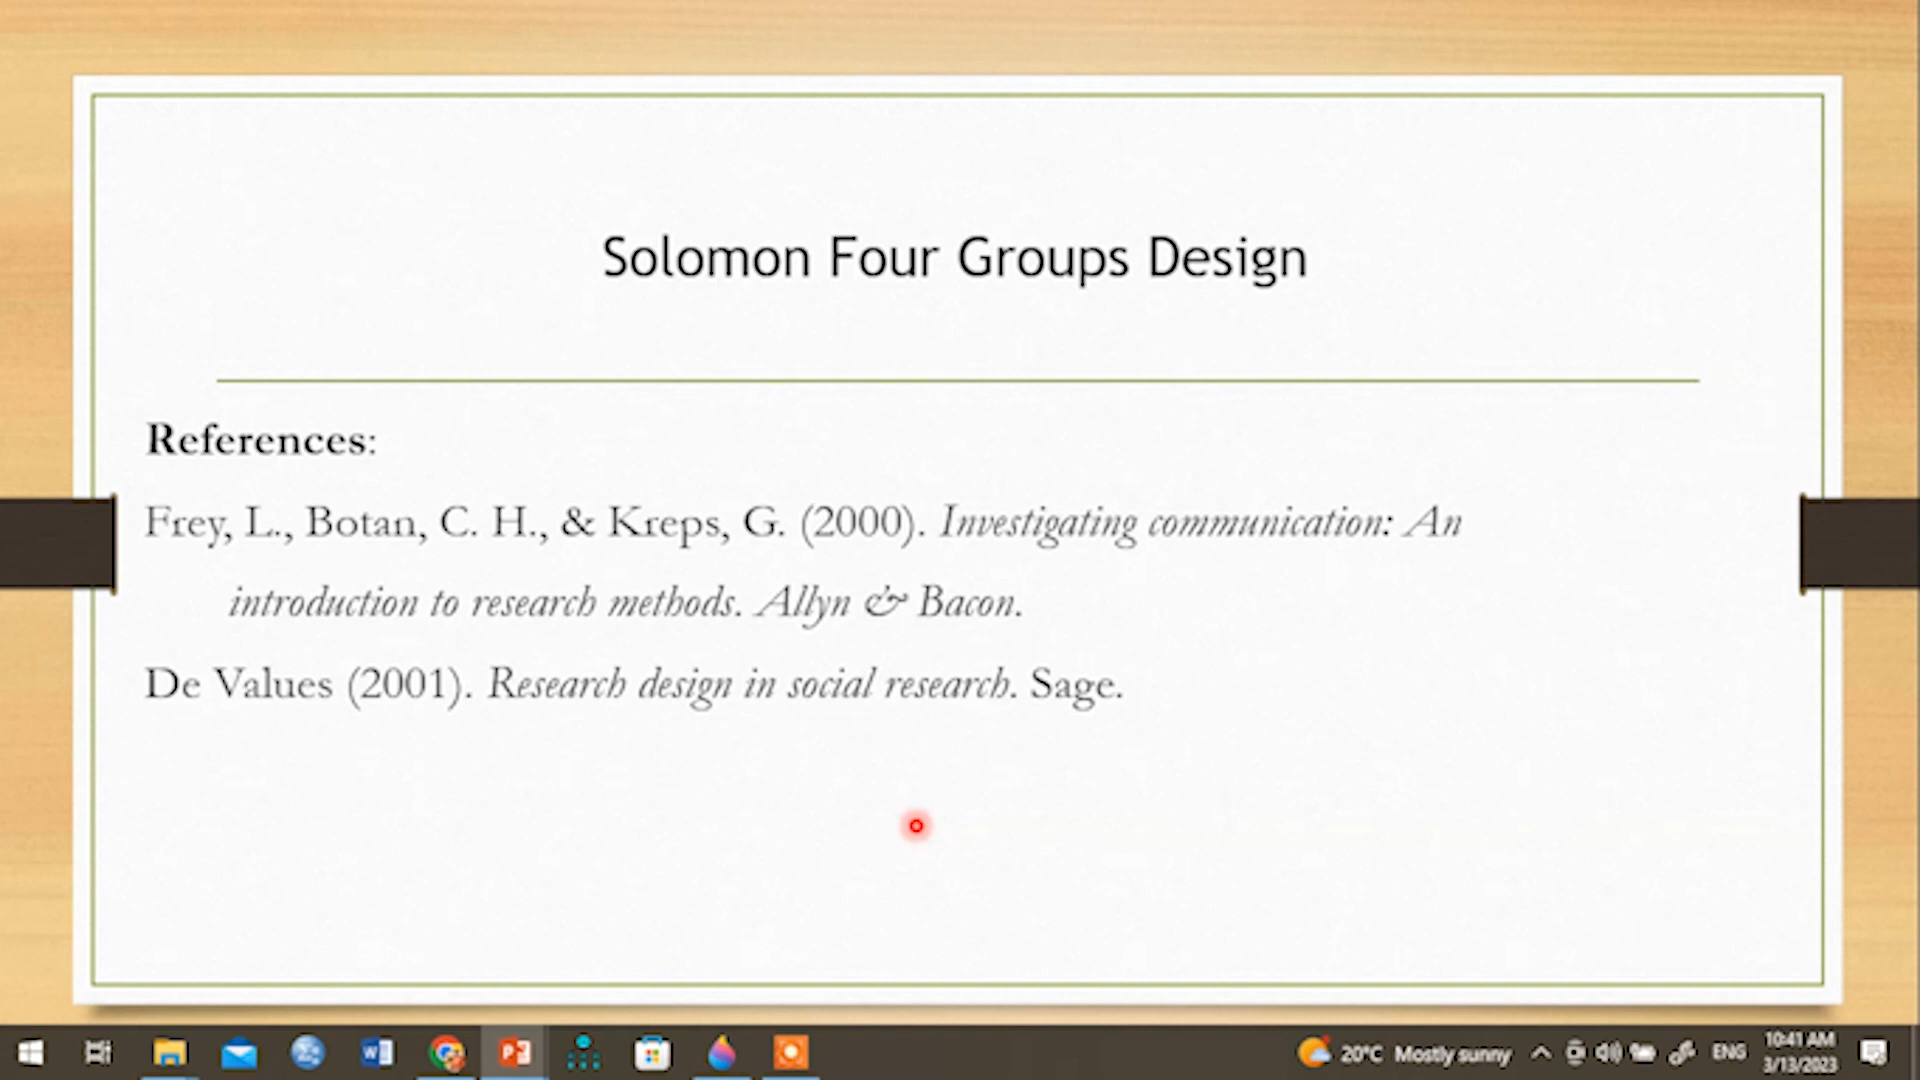 Solomon Four Groups Design
References:
Frey, L., Botan, C. H., & Kreps, G. (2000). Investigating communication: An
introduction to research methods. Allyn & Bacon.
De Values (2001). Research design in social research. Sage.
20°C Mostly sunny
ENG
10:41 AM
3/13/2023